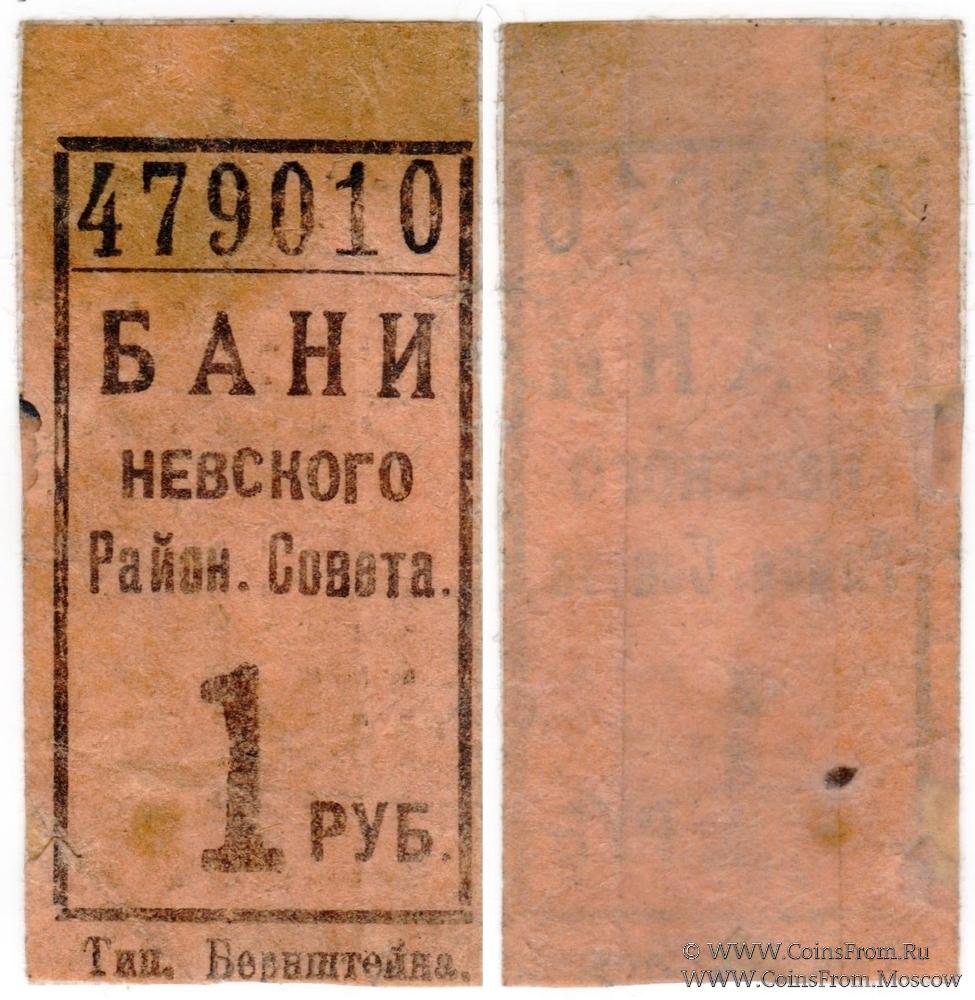 479010
БАНИ
НЕВСКОГО
Район. Совета.
1 РУБ.
Тип. Бернштейна.
© WWW.CoinsFrom.Ru
WWW.CoinsFrom.Moscow